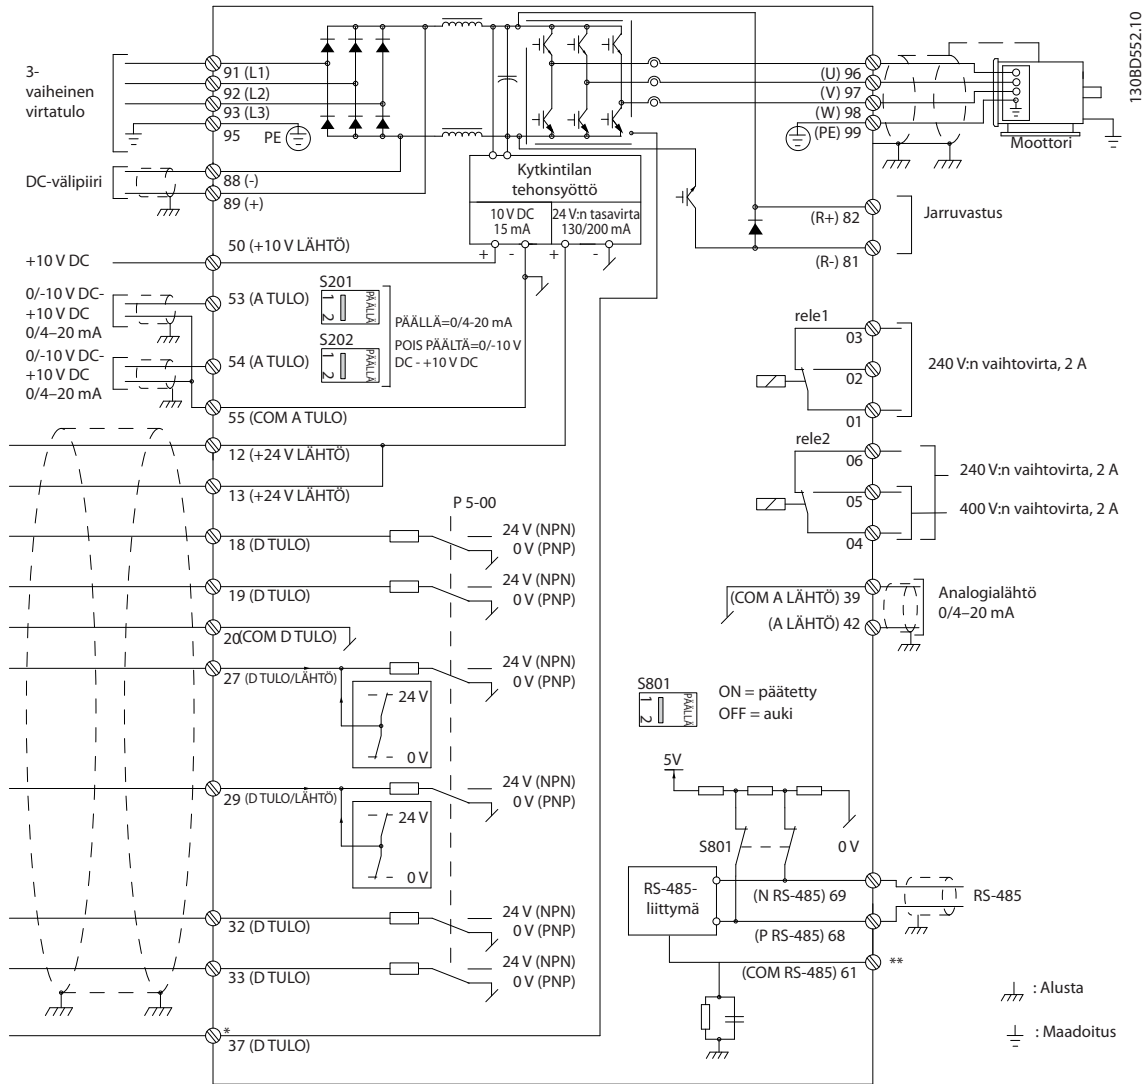 130BD552.10
3-
vaiheinen
virtatulo
91 (L1)
92 (L2)
93 (L3)
95
PE
DC-välipiiri
88 (-)
89 (+)
Kytkintilan
tehonsyöttö
10 V DC
15 mA
24 V:n tasavirta
130/200 mA
+ - + -
(U) 96
(V) 97
(W) 98
(PE) 99
Moottori
(R+) 82
Jarruvastus
(R-) 81
+10 V DC
50 (+10 V LÄHTÖ)
0/-10 V DC-
+10 V DC
0/4–20 mA
53 (A TULO)
S201
1
2
PÄÄLLÄ
0/-10 V DC-
+10 V DC
0/4–20 mA
54 (A TULO)
S202
1
2
PÄÄLLÄ
PÄÄLLÄ=0/4-20 mA
POIS PÄÄLTÄ=0/-10 V
DC - +10 V DC
55 (COM A TULO)
12 (+24 V LÄHTÖ)
13 (+24 V LÄHTÖ)
rele1
03
02
01
240 V:n vaihtovirta, 2 A
rele2
06
05
04
240 V:n vaihtovirta, 2 A
400 V:n vaihtovirta, 2 A
P 5-00
18 (D TULO)
24 V (NPN)
0 V (PNP)
19 (D TULO)
24 V (NPN)
0 V (PNP)
20 (COM D TULO)
27 (D TULO/LÄHTÖ)
24 V (NPN)
0 V (PNP)
24 V
0 V
29 (D TULO/LÄHTÖ)
24 V (NPN)
0 V (PNP)
24 V
0 V
32 (D TULO)
24 V (NPN)
0 V (PNP)
33 (D TULO)
24 V (NPN)
0 V (PNP)
*
37 (D TULO)
(COM A LÄHTÖ) 39
(A LÄHTÖ) 42
Analogialähtö
0/4–20 mA
S801
1
2
PÄÄLLÄ
ON = päätetty
OFF = auki
5V
S801
0 V
RS-485-
liittymä
(N RS-485) 69
(P RS-485) 68
(COM RS-485) 61
RS-485
**
: Alusta
: Maadoitus